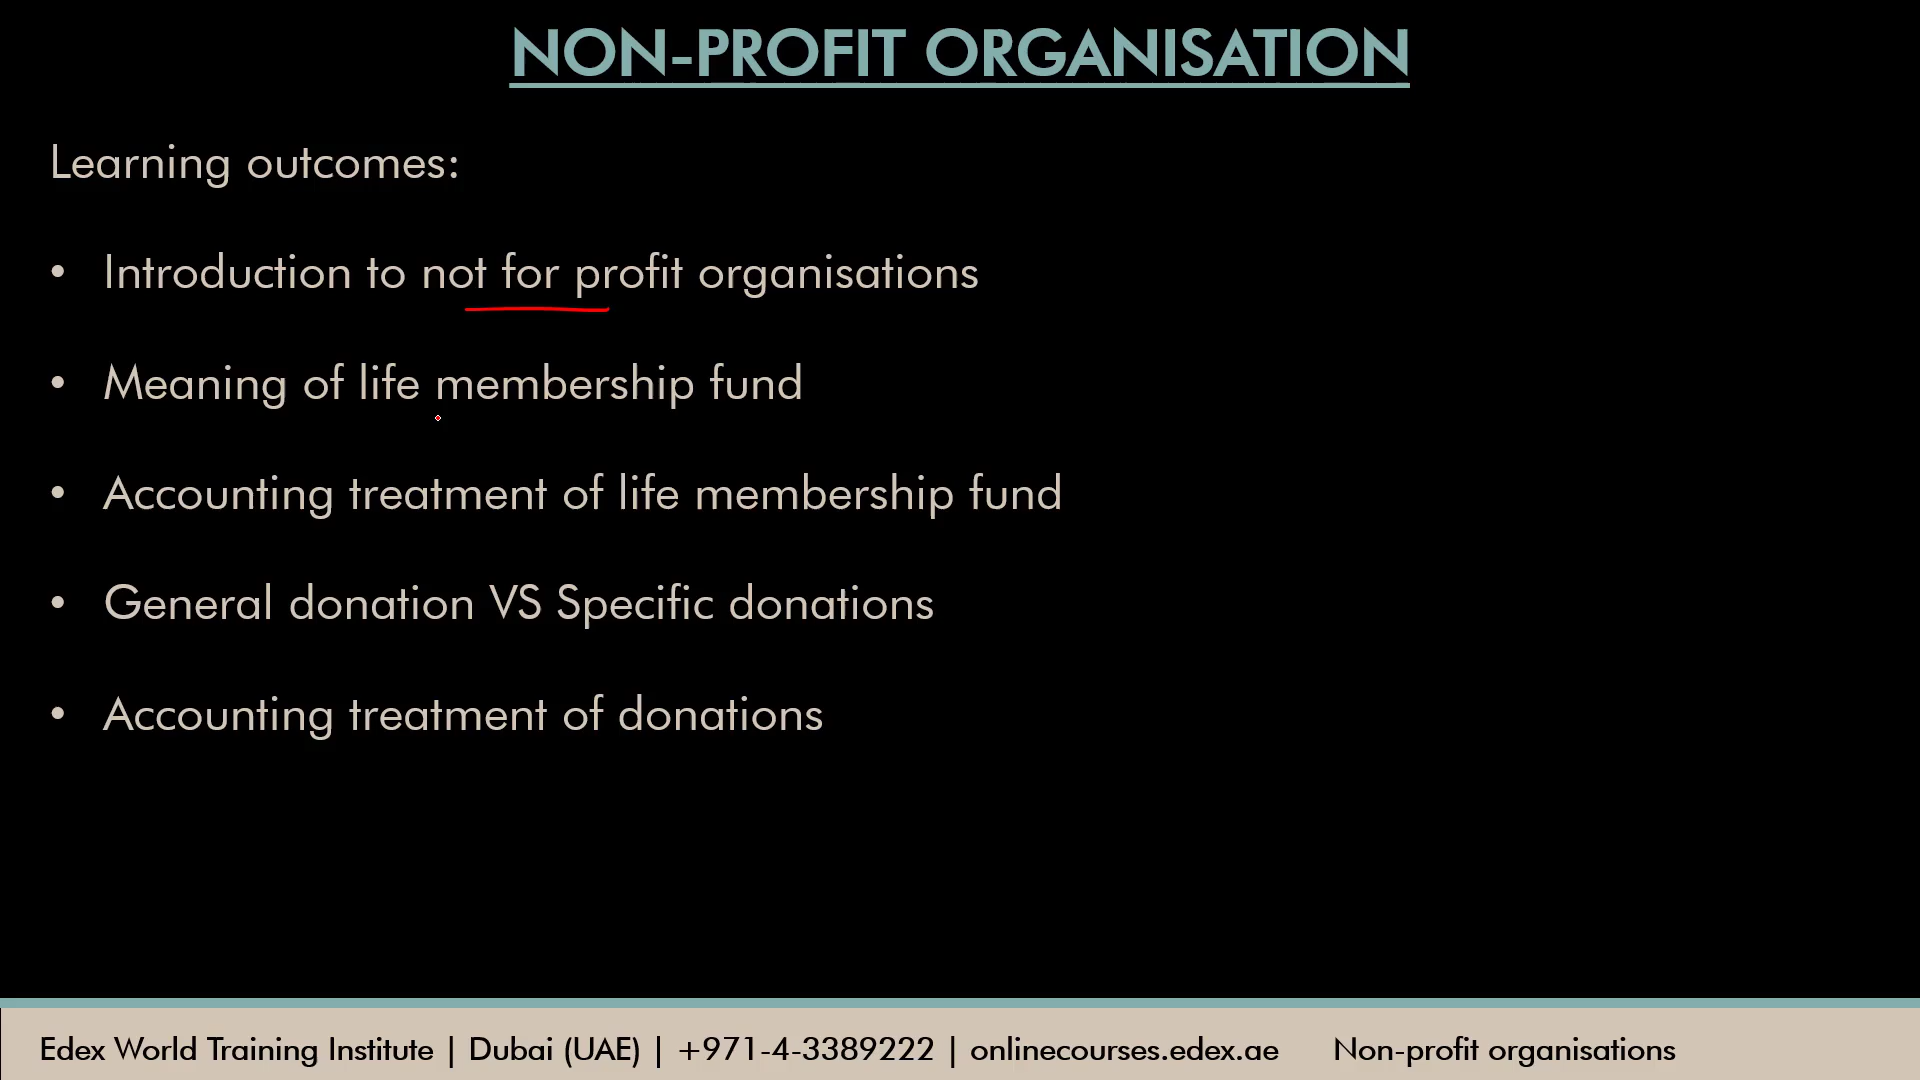 NON-PROFIT ORGANISATION
Learning outcomes:
• Introduction to not for profit organisations
• Meaning of life membership fund
• Accounting treatment of life membership fund
• General donation VS Specific donations
• Accounting treatment of donations
Edex World Training Institute | Dubai (UAE) | +971-4-3389222 | onlinecourses.edex.ae Non-profit organisations